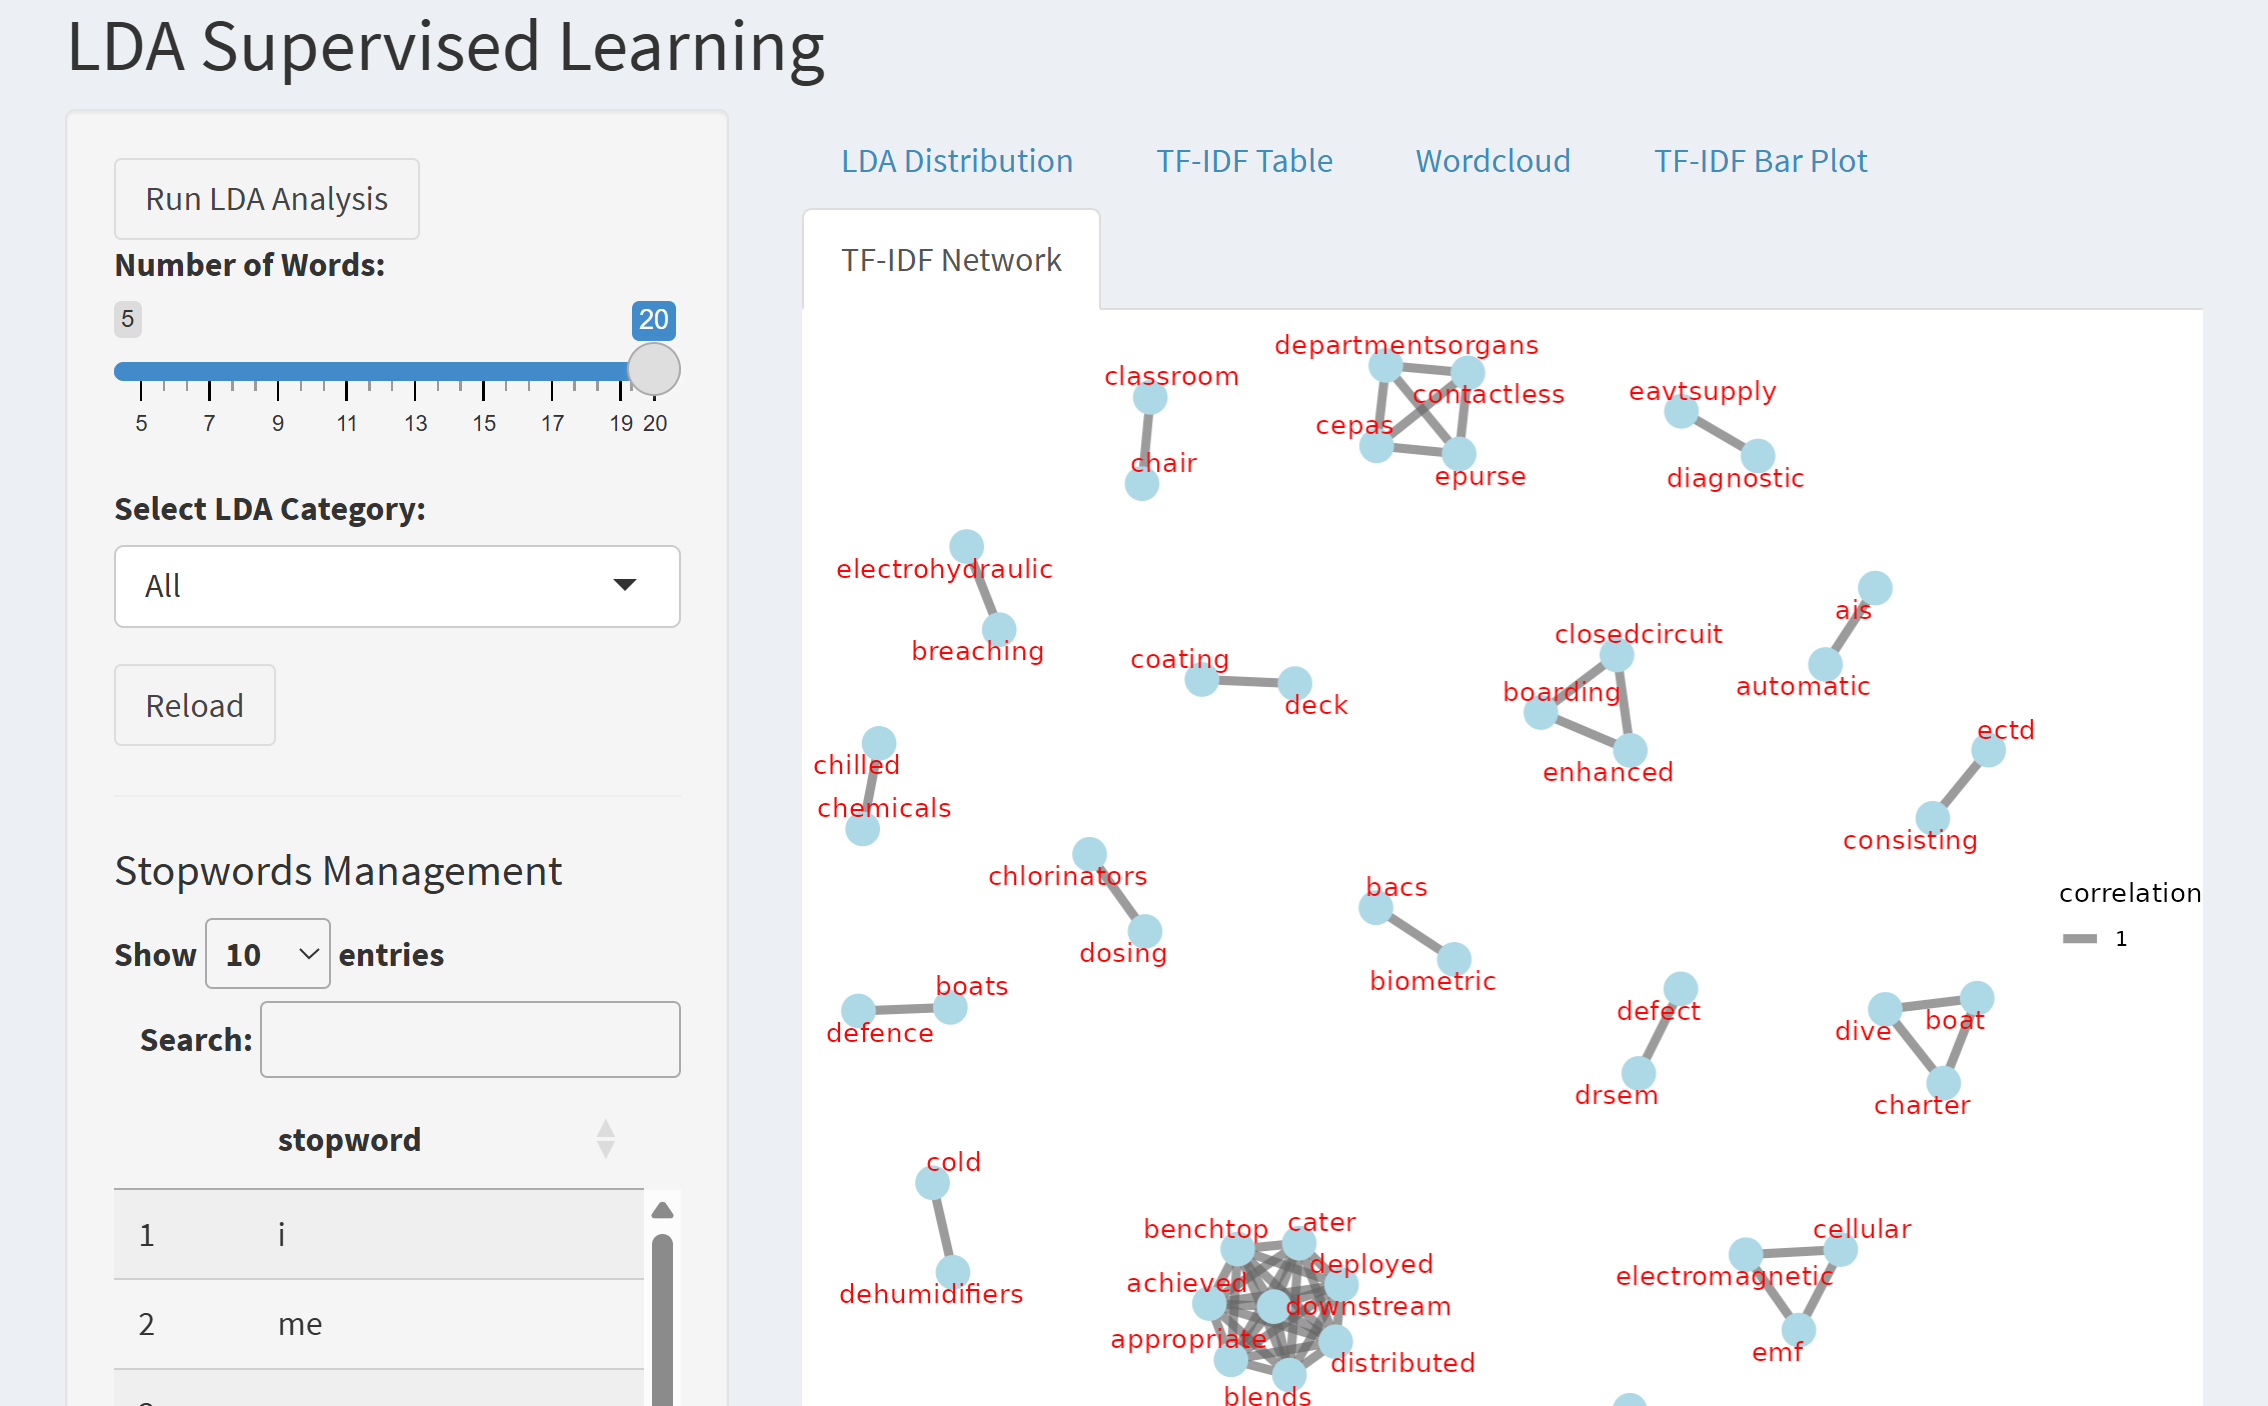 LDA Supervised Learning
Run LDA Analysis
Number of Words:
5
20
5 7 9 11 13 15 17 19 20
Select LDA Category:
All
Reload
Stopwords Management
Show 10 entries
Search:
stopword
1 i
2 me
LDA Distribution TF-IDF Table Wordcloud TF-IDF Bar Plot
TF-IDF Network
departmentsorgans
classroom
contactless
eavtsupply
cepas
chair
epurse
diagnostic
electrohydraulic
ais
closedcircuit
breaching
coating
automatic
boarding
deck
ectd
chilled
enhanced
chemicals
consisting
chlorinators
bacs
correlation
1
dosing
biometric
boats
defect
defence
dive
boat
drsem
charter
cold
benchtop
cater
cellular
deployed
achieved
electromagnetic
dehumidifiers
downstream
appropriate
emf
distributed
blends